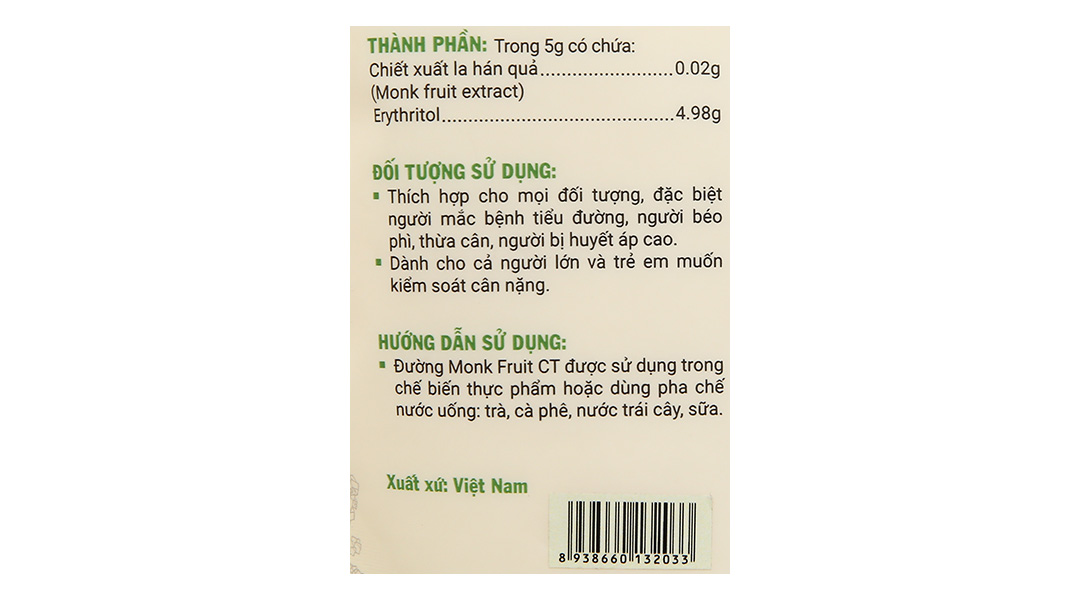 THÀNH PHẦN: Trong 5g có chứa:
Chiết xuất la hán quả.........................0.02g
(Monk fruit extract)
Erythritol............................................4.98g
ĐỐI TƯỢNG SỬ DỤNG:
▪ Thích hợp cho mọi đối tượng, đặc biệt
người mắc bệnh tiểu đường, người béo
phì, thừa cân, người bị huyết áp cao.
▪ Dành cho cả người lớn và trẻ em muốn
kiểm soát cân nặng.
HƯỚNG DẪN SỬ DỤNG:
▪ Đường Monk Fruit CT được sử dụng trong
chế biến thực phẩm hoặc dùng pha chế
nước uống: trà, cà phê, nước trái cây, sữa.
Xuất xứ: Việt Nam
8 938660 132033